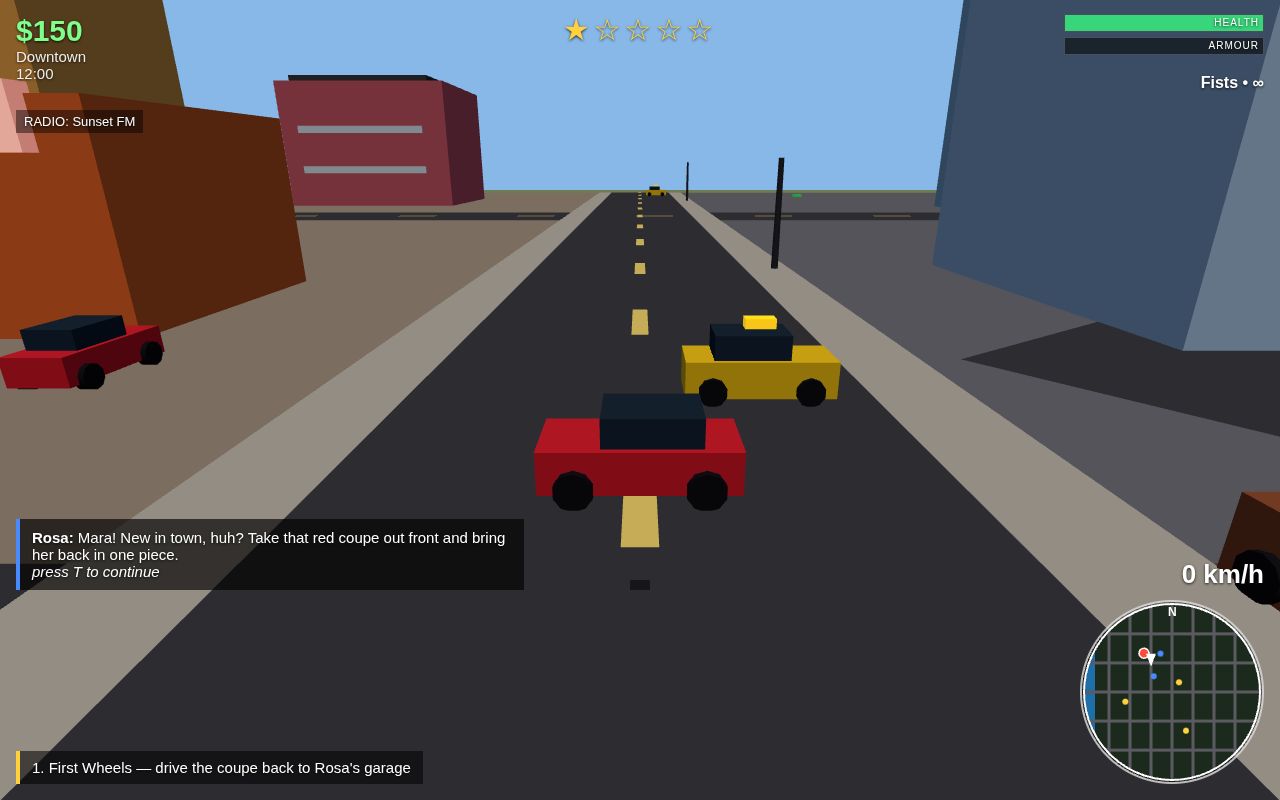 $150
Downtown
12:00
RADIO: Sunset FM
HEALTH
ARMOUR
Fists • ∞
Rosa: Mara! New in town, huh? Take that red coupe out front and bring
her back in one piece.
press T to continue
0 km/h
N
1. First Wheels — drive the coupe back to Rosa's garage